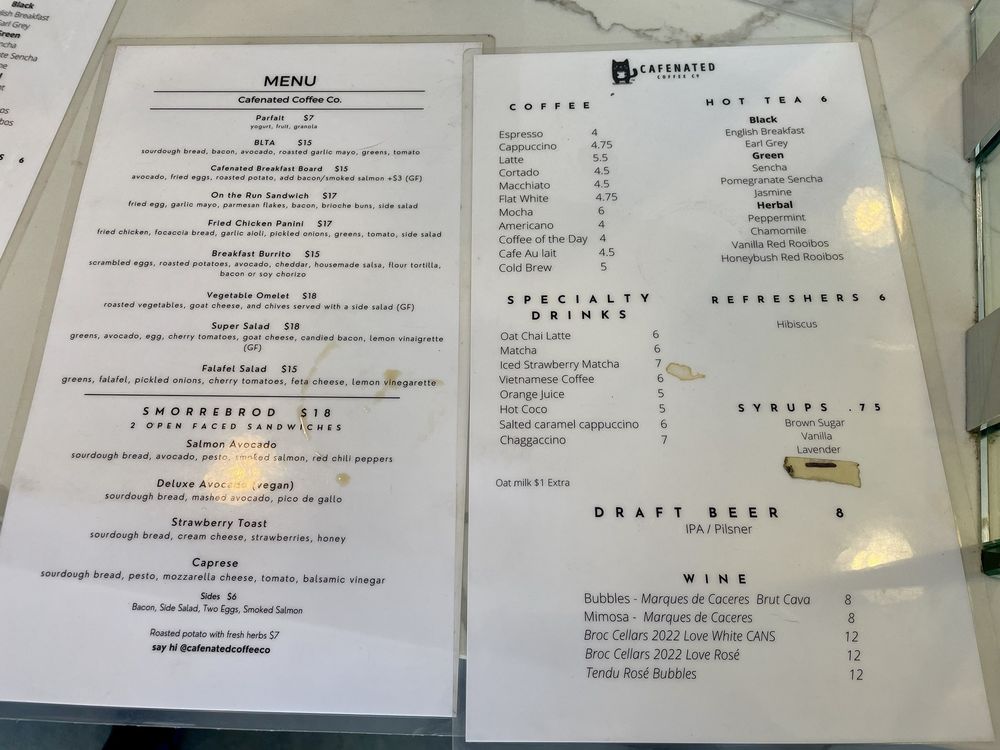 Black
lish Breakfast
Earl Grey
Green
ncha
te Sencha
MENU
Cafenated Coffee Co.
Parfait $7
yogurt, fruit, granola
BLTA $15
sourdough bread, bacon, avocado, roasted garlic mayo, greens, tomato
Cafenated Breakfast Board $15
avocado, fried eggs, roasted potato, add bacon/smoked salmon +$3 (GF)
On the Run Sandwich $17
fried egg, garlic mayo, parmesan flakes, bacon, brioche buns, side salad
Fried Chicken Panini $17
fried chicken, focaccia bread, garlic aioli, pickled onions, greens, tomato, side salad
Breakfast Burrito $15
scrambled eggs, roasted potatoes, avocado, cheddar, housemade salsa, flour tortilla,
bacon or soy chorizo
Vegetable Omelet $18
roasted vegetables, goat cheese, and chives served with a side salad (GF)
Super Salad $18
greens, avocado, egg, cherry tomatoes, goat cheese, candied bacon, lemon vinaigrette
(GF)
Falafel Salad $15
greens, falafel, pickled onions, cherry tomatoes, feta cheese, lemon vinegarette
SMORREBROD $18
2 OPEN FACED SANDWICHES
Salmon Avocado
sourdough bread, avocado, pesto, smoked salmon, red chili peppers
Deluxe Avocado (vegan)
sourdough bread, mashed avocado, pico de gallo
Strawberry Toast
sourdough bread, cream cheese, strawberries, honey
Caprese
sourdough bread, pesto, mozzarella cheese, tomato, balsamic vinegar
Sides $6
Bacon, Side Salad, Two Eggs, Smoked Salmon
Roasted potato with fresh herbs $7
say hi @cafenatedcoffeeco
CAFENATED
COFFEE CO
COFFEE
Espresso 4
Cappuccino 4.75
Latte 5.5
Cortado 4.5
Macchiato 4.5
Flat White 4.75
Mocha 6
Americano 4
Coffee of the Day 4
Cafe Au lait 4.5
Cold Brew 5
SPECIALTY
DRINKS
Oat Chai Latte 6
Matcha 6
Iced Strawberry Matcha 7
Vietnamese Coffee 6
Orange Juice 5
Hot Coco 5
Salted caramel cappuccino 6
Chaggaccino 7
Oat milk $1 Extra
HOT TEA 6
Black
English Breakfast
Earl Grey
Green
Sencha
Pomegranate Sencha
Jasmine
Herbal
Peppermint
Chamomile
Vanilla Red Rooibos
Honeybush Red Rooibos
REFRESHERS 6
Hibiscus
SYRUPS .75
Brown Sugar
Vanilla
Lavender
DRAFT BEER 8
IPA / Pilsner
WINE
Bubbles - Marques de Caceres Brut Cava 8
Mimosa - Marques de Caceres 8
Broc Cellars 2022 Love White CANS 12
Broc Cellars 2022 Love Rosé 12
Tendu Rosé Bubbles 12